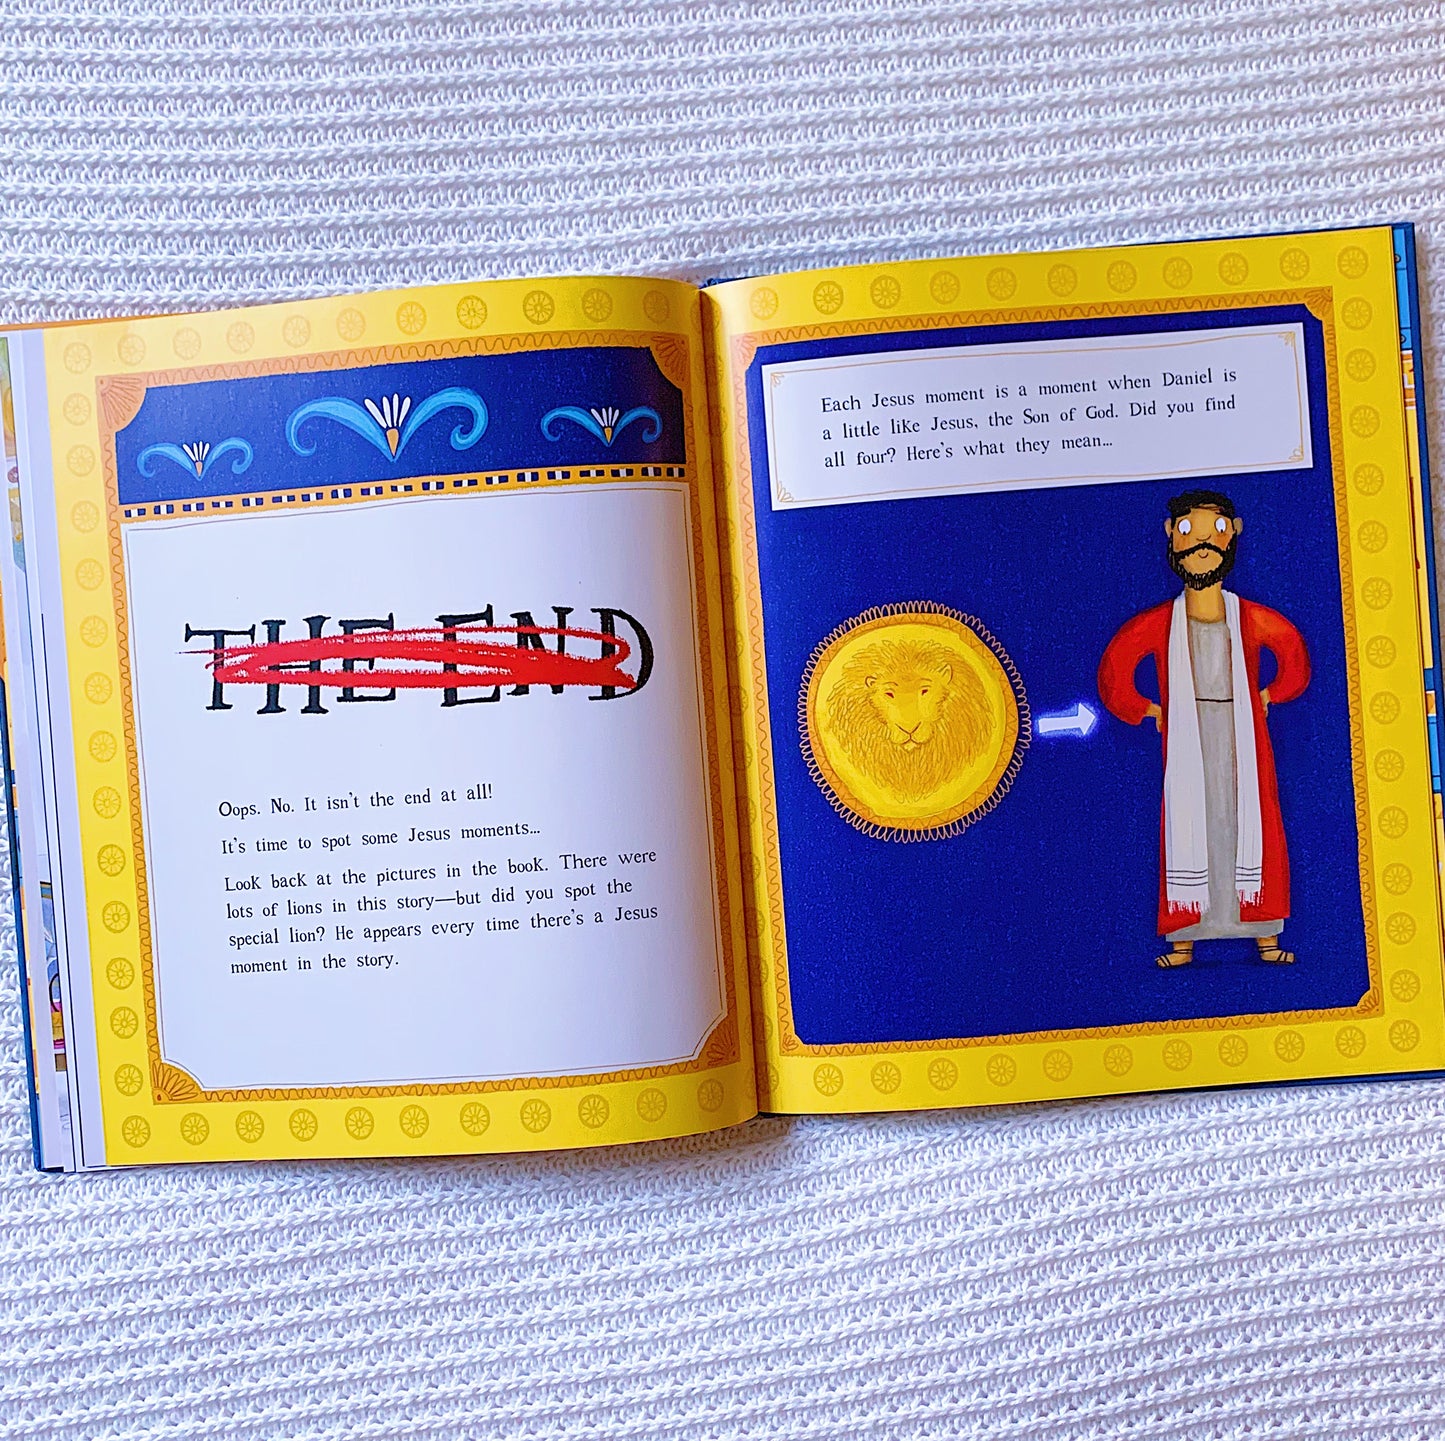 THE END
Oops. No. It isn't the end at all!
It's time to spot some Jesus moments...
Look back at the pictures in the book. There were
lots of lions in this story—but did you spot the
special lion? He appears every time there's a Jesus
moment in the story.
Each Jesus moment is a moment when Daniel is
a little like Jesus, the Son of God. Did you find
all four? Here's what they mean...